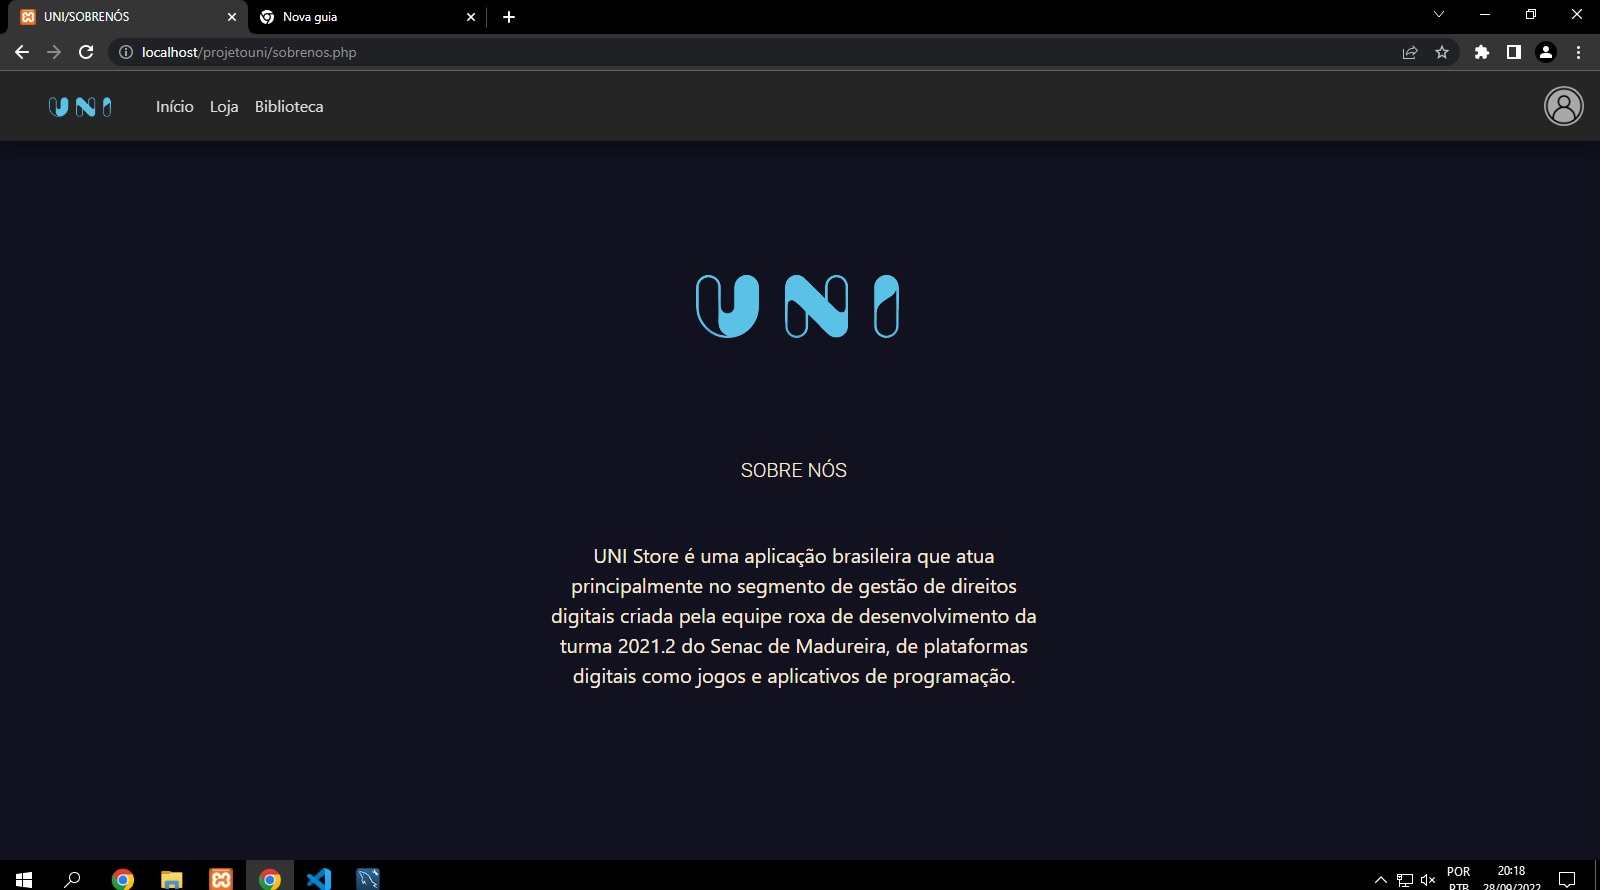 UNI/SOBRENÓS
Nova guia
localhost/projetouni/sobrenos.php
UNI
Início
Loja
Biblioteca
UNI
SOBRE NÓS
UNI Store é uma aplicação brasileira que atua
principalmente no segmento de gestão de direitos
digitais criada pela equipe roxa de desenvolvimento da
turma 2021.2 do Senac de Madureira, de plataformas
digitais como jogos e aplicativos de programação.
POR
PTB
20:18
28/09/2022